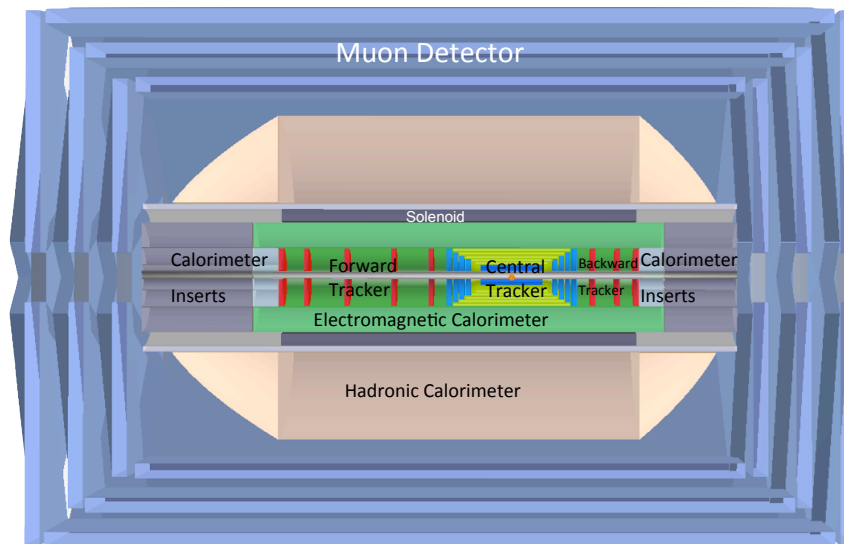 Muon Detector
Solenoid
Calorimeter Forward Central Backward Calorimeter
Inserts Tracker Tracker Tracker Inserts
Electromagnetic Calorimeter
Hadronic Calorimeter